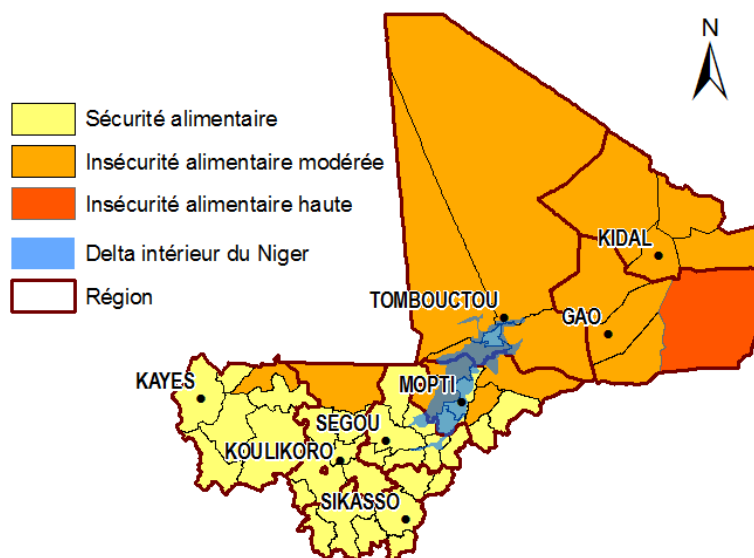 N
Sécurité alimentaire
Insécurité alimentaire modérée
Insécurité alimentaire haute
Delta intérieur du Niger
Région
KIDAL
TOMBOUCTOU
GAO
KAYES
MOPTI
SEGOU
KOULIKORO
SIKASSO